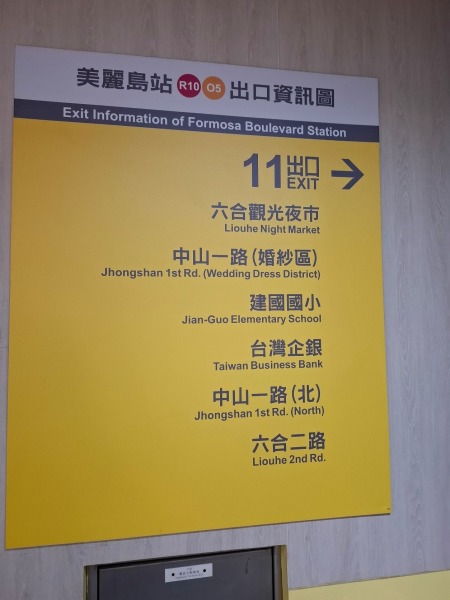 美麗島站 R10 O5 出口資訊圖
Exit Information of Formosa Boulevard Station
11 出口 EXIT →
六合觀光夜市
Liouhe Night Market
中山一路(婚紗區)
Jhongshan 1st Rd. (Wedding Dress District)
建國國小
Jian-Guo Elementary School
台灣企銀
Taiwan Business Bank
中山一路(北)
Jhongshan 1st Rd. (North)
六合二路
Liouhe 2nd Rd.